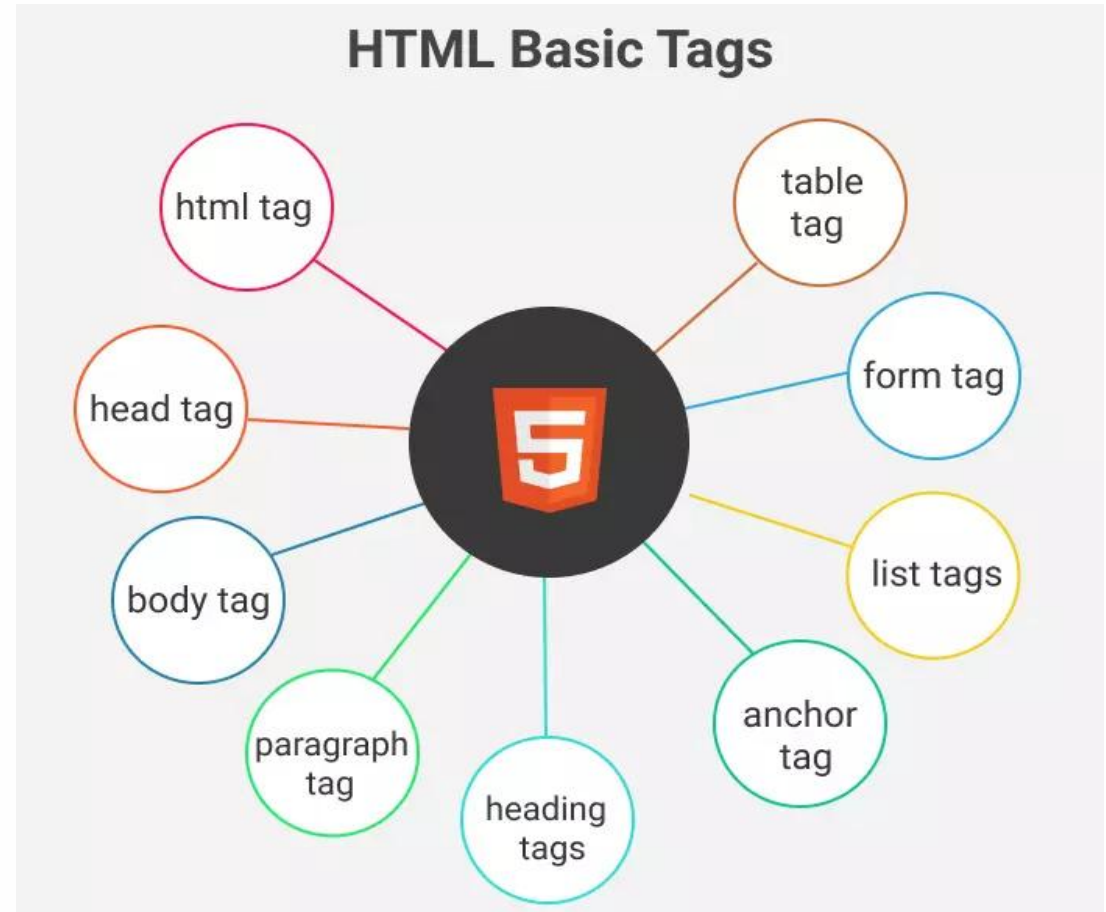 HTML Basic Tags
html tag
table
tag
head tag
form tag
body tag
list tags
paragraph
tag
heading
tags
anchor
tag